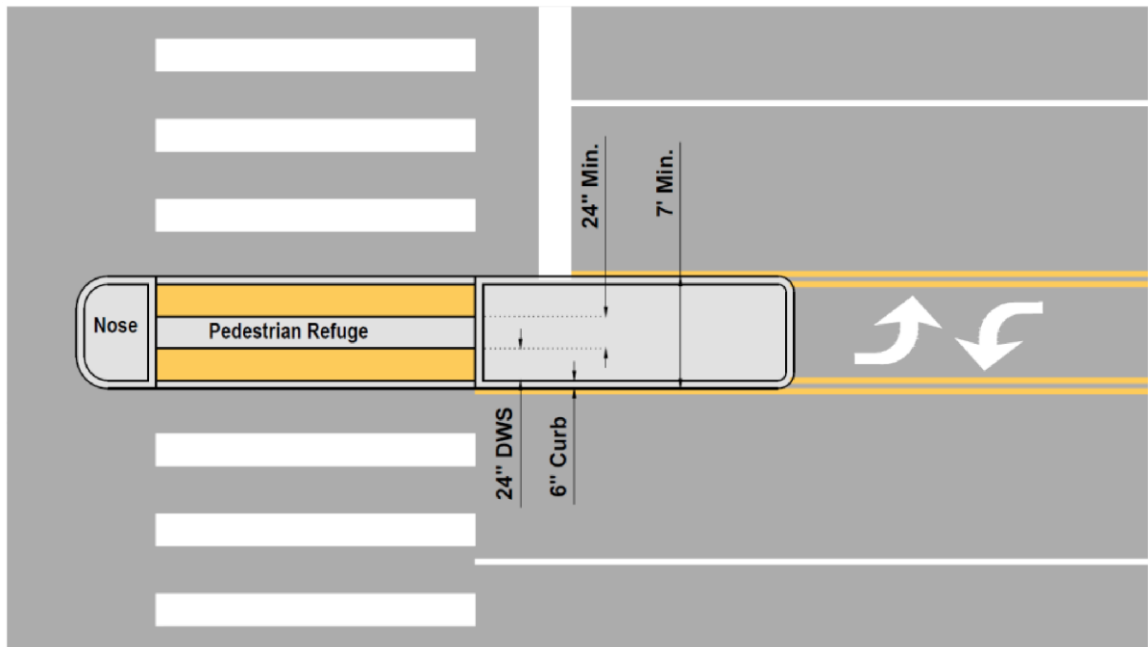 24" Min.
7' Min.
Nose
Pedestrian Refuge
24" DWS
6" Curb